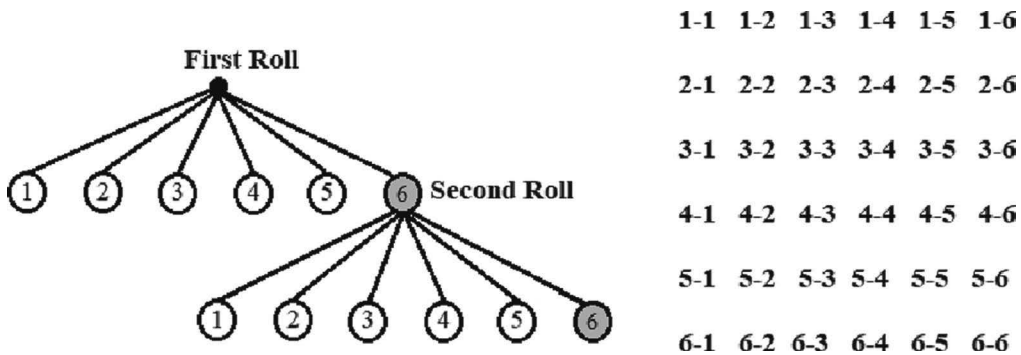 First Roll
1 2 3 4 5 6
Second Roll
1 2 3 4 5 6
1-1 1-2 1-3 1-4 1-5 1-6
2-1 2-2 2-3 2-4 2-5 2-6
3-1 3-2 3-3 3-4 3-5 3-6
4-1 4-2 4-3 4-4 4-5 4-6
5-1 5-2 5-3 5-4 5-5 5-6
6-1 6-2 6-3 6-4 6-5 6-6